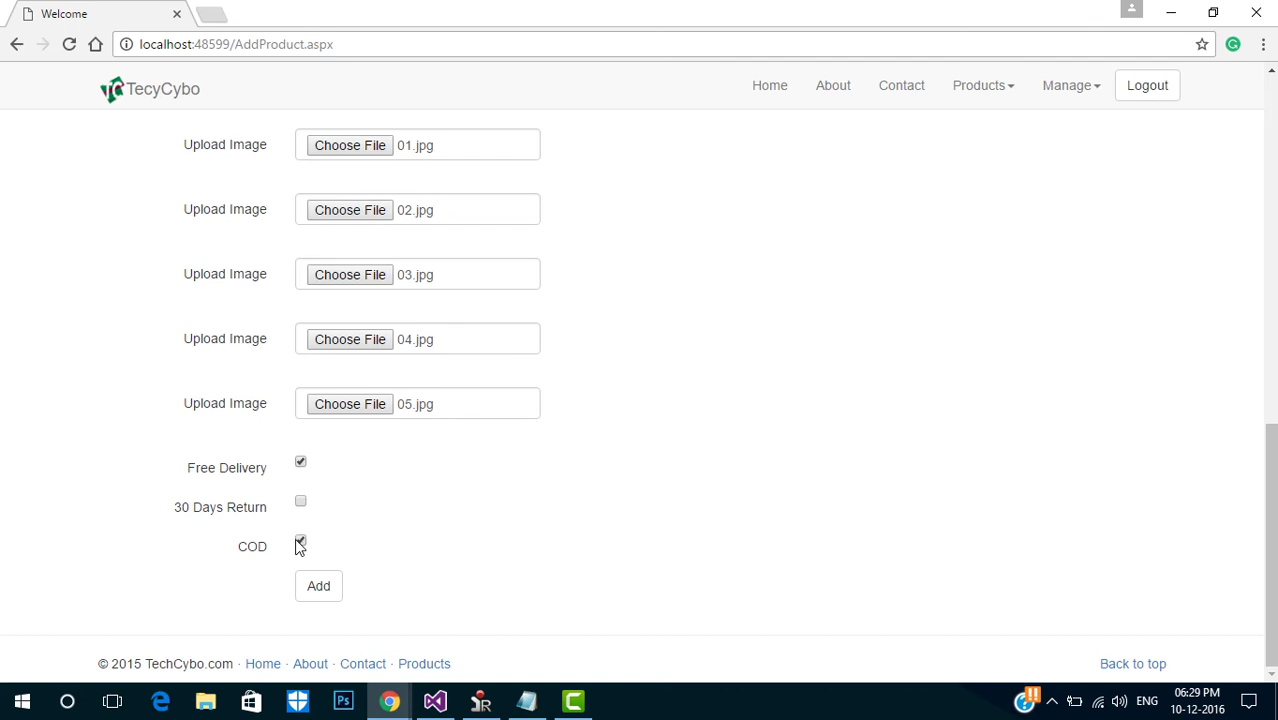 Welcome
localhost:48599/AddProduct.aspx
TecyCybo
Home
About
Contact
Products
Manage
Logout
Upload Image Choose File 01.jpg
Upload Image Choose File 02.jpg
Upload Image Choose File 03.jpg
Upload Image Choose File 04.jpg
Upload Image Choose File 05.jpg
Free Delivery
30 Days Return
COD
Add
© 2015 TechCybo.com · Home · About · Contact · Products
Back to top
Ps
ENG
06:29 PM
10-12-2016